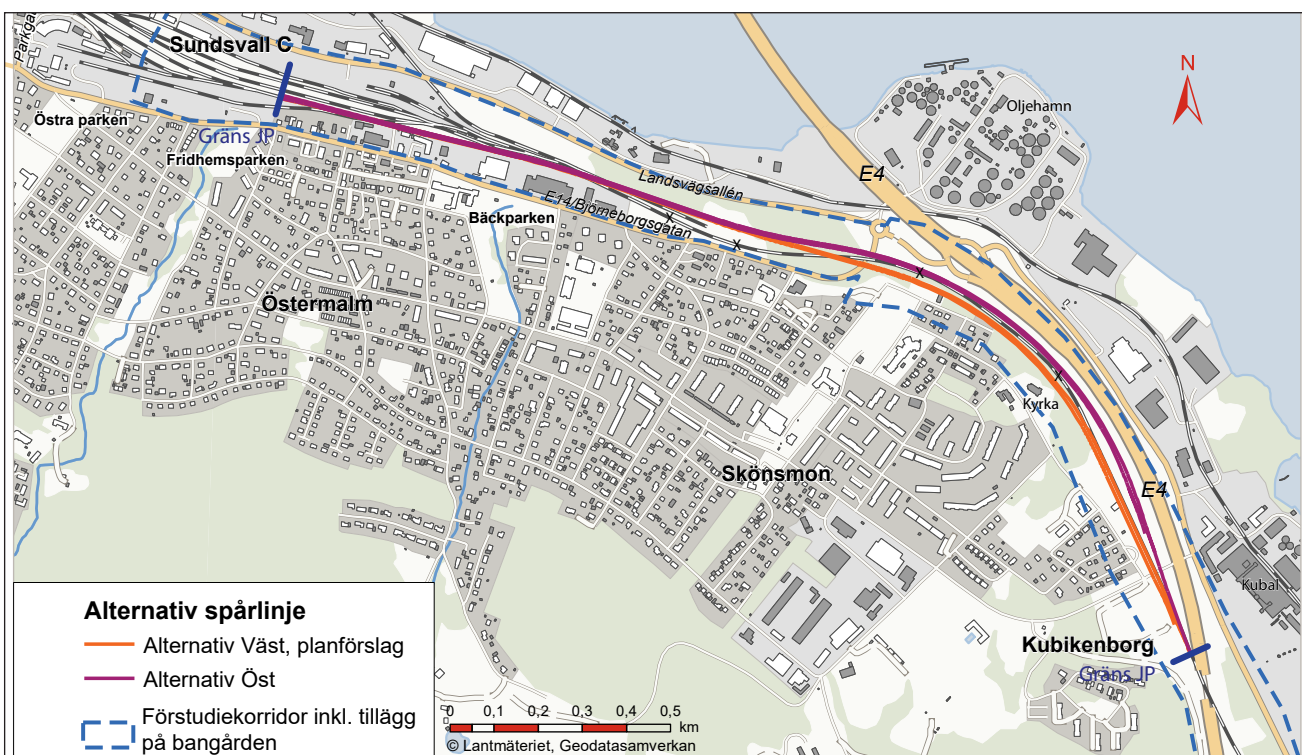 Parkga
Sundsvall C
N
Oljehamn
Östra parken
Gräns JP
Fridhemsparken
E4
Landsvägsallén
E14/Björneborgsgatan
Bäckparken
X
X
X
Östermalm
X
Kyrka
Skönsmon
E4
Kubal
Kubikenborg
Gräns JP
Alternativ spårlinje
Alternativ Väst, planförslag
Alternativ Öst
Förstudiekorridor inkl. tillägg
på bangården
0 0,1 0,2 0,3 0,4 0,5
km
© Lantmäteriet, Geodatasamverkan